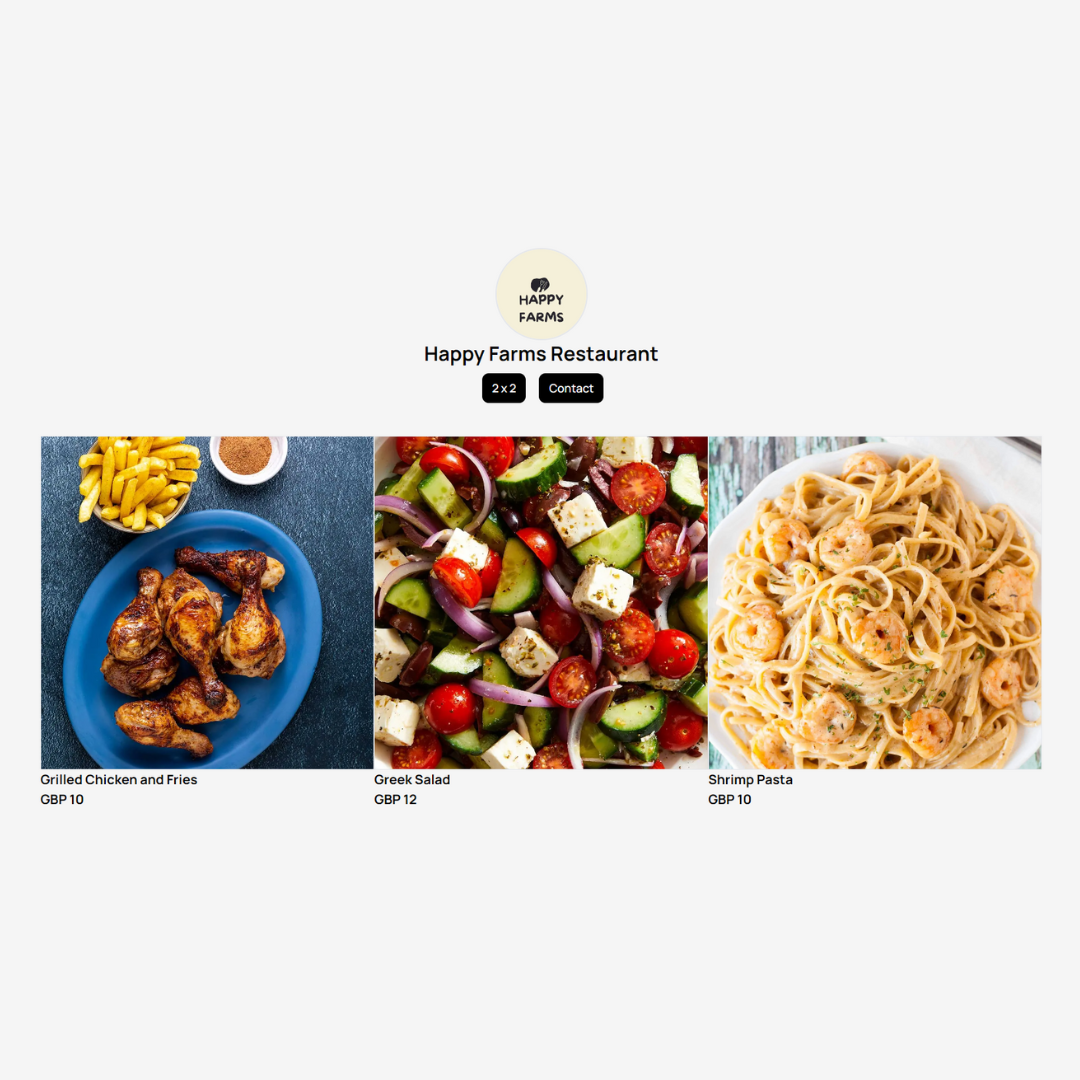 HAPPY
FARMS
Happy Farms Restaurant
2 x 2
Contact
Grilled Chicken and Fries
GBP 10
Greek Salad
GBP 12
Shrimp Pasta
GBP 10